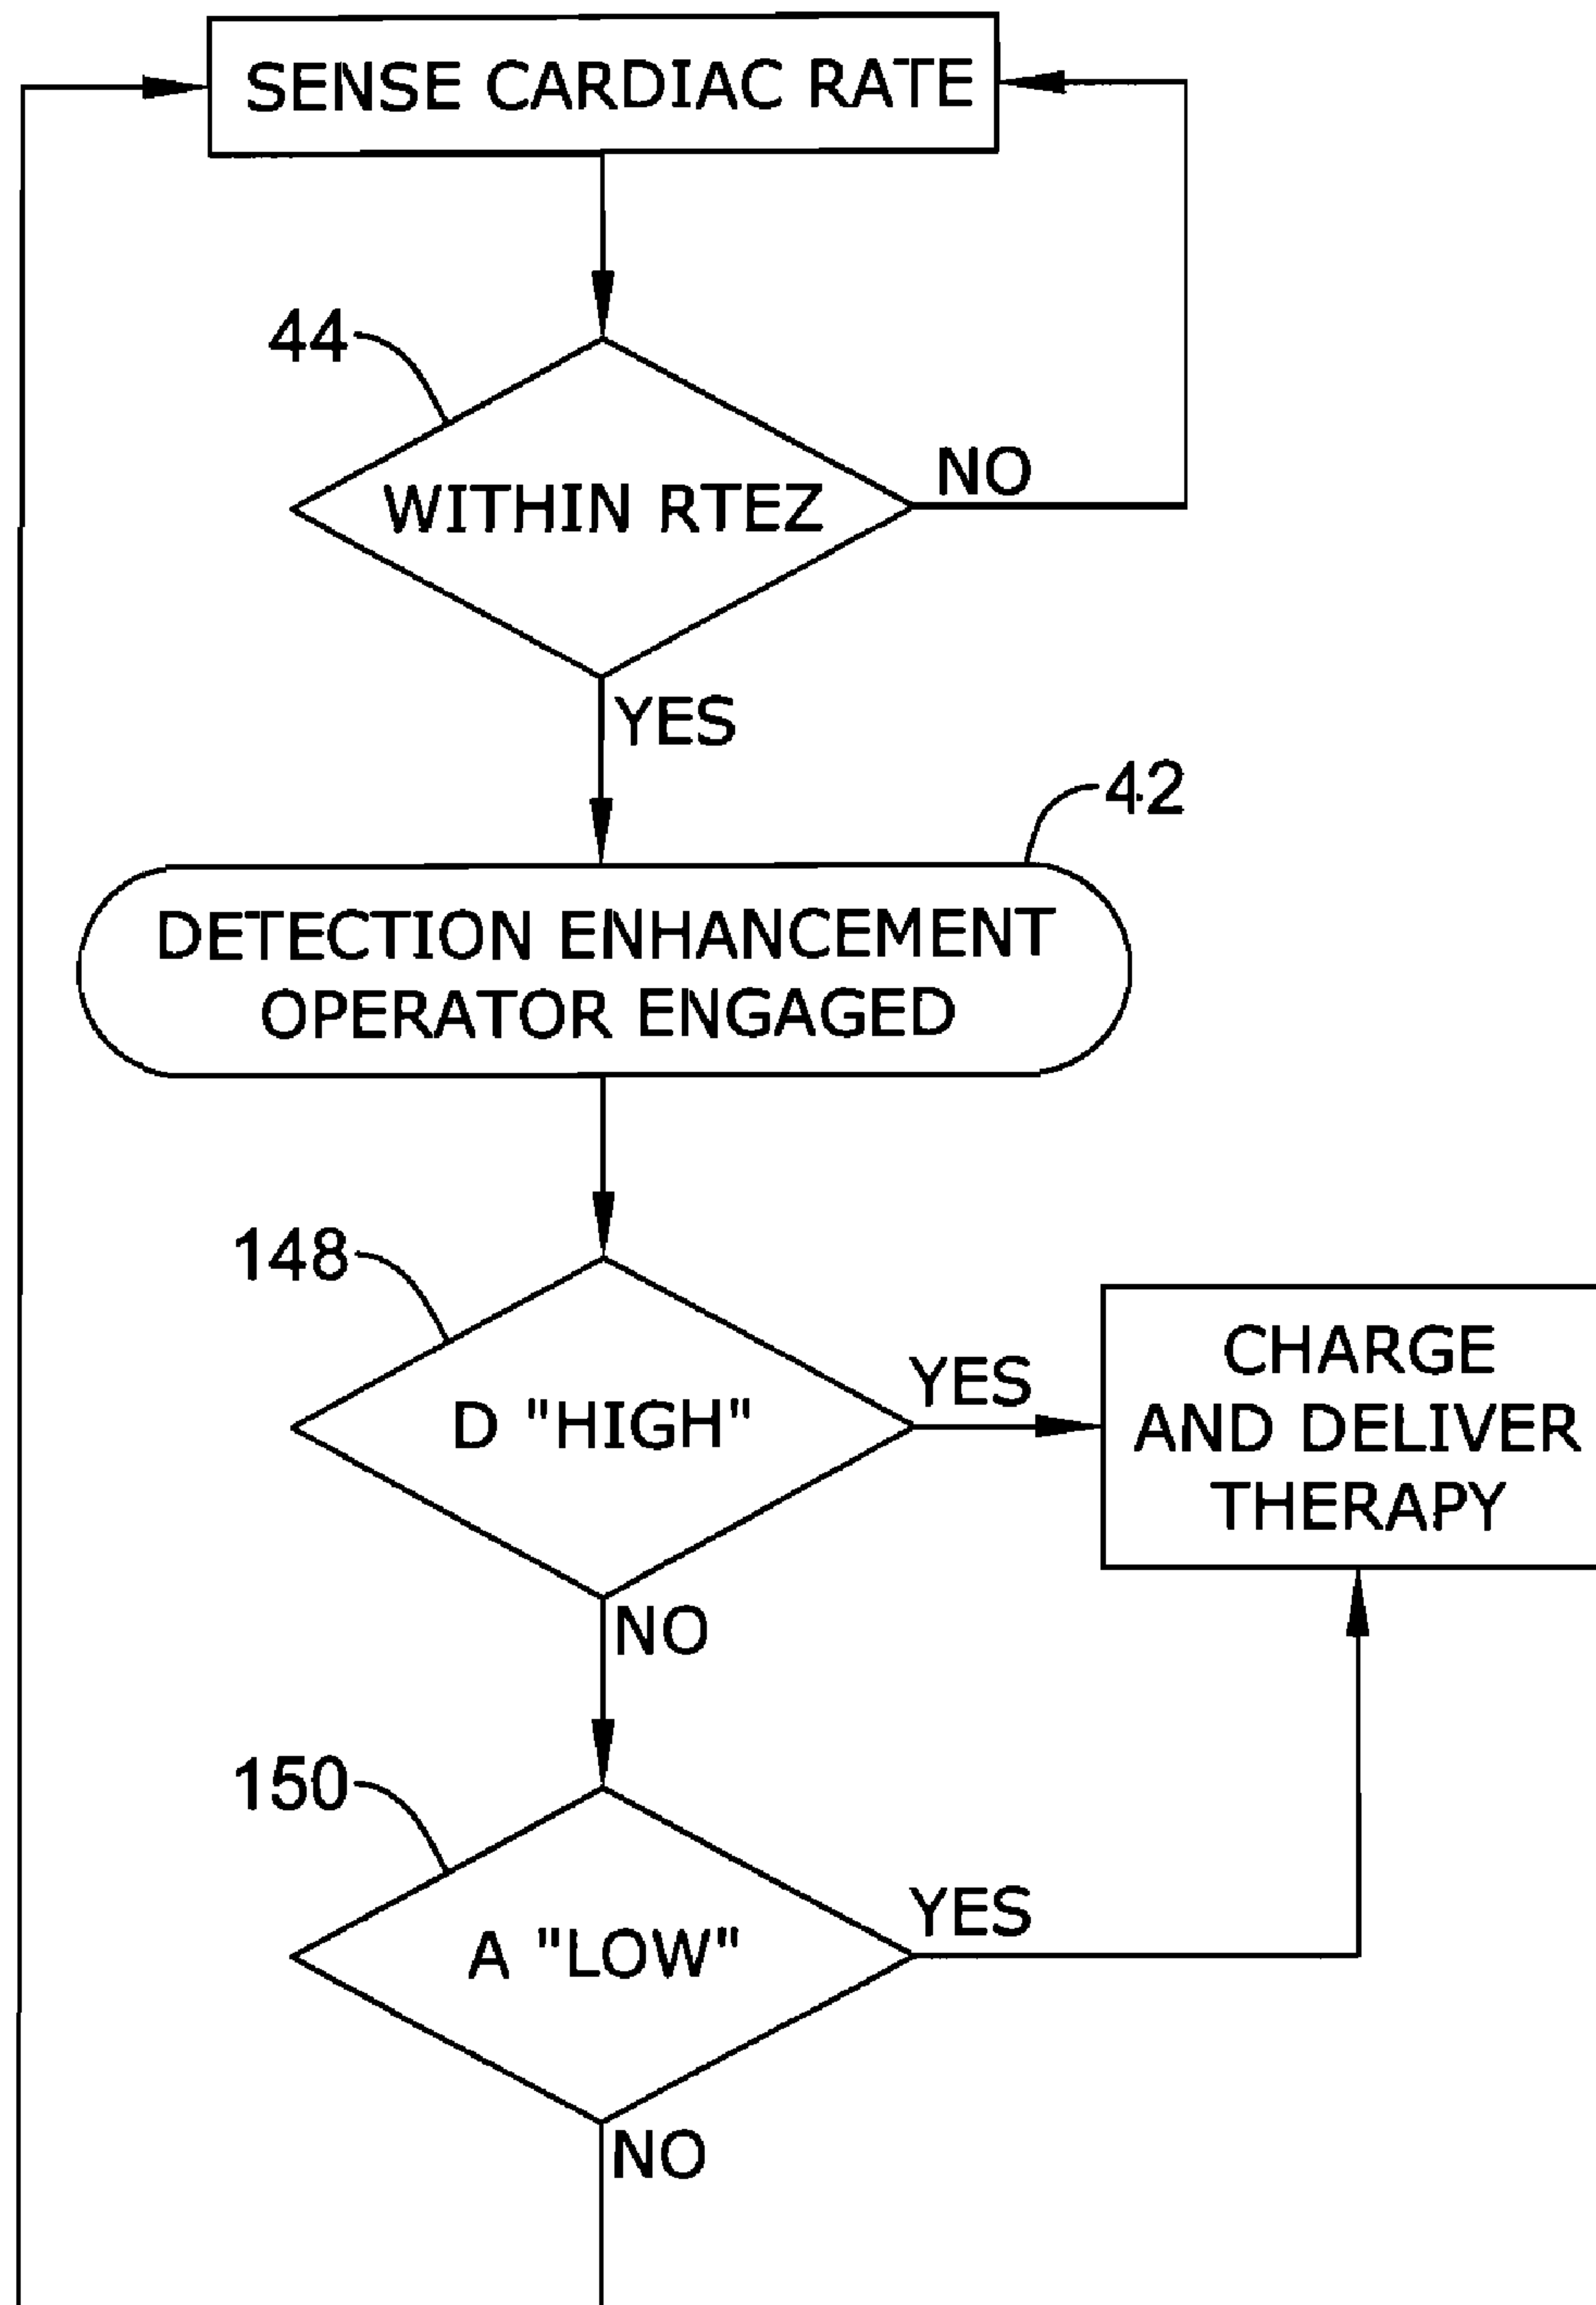 SENSE CARDIAC RATE
44
WITHIN RTEZ
NO
YES
42
DETECTION ENHANCEMENT
OPERATOR ENGAGED
148
D "HIGH"
YES
CHARGE
AND DELIVER
THERAPY
NO
150
A "LOW"
YES
NO